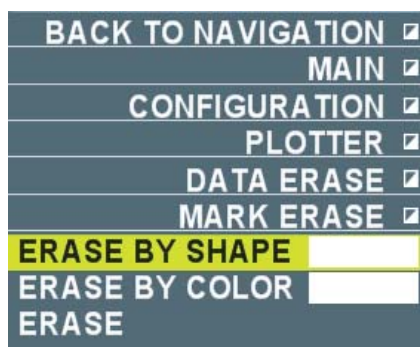 BACK TO NAVIGATION
MAIN
CONFIGURATION
PLOTTER
DATA ERASE
MARK ERASE
ERASE BY SHAPE
ERASE BY COLOR
ERASE